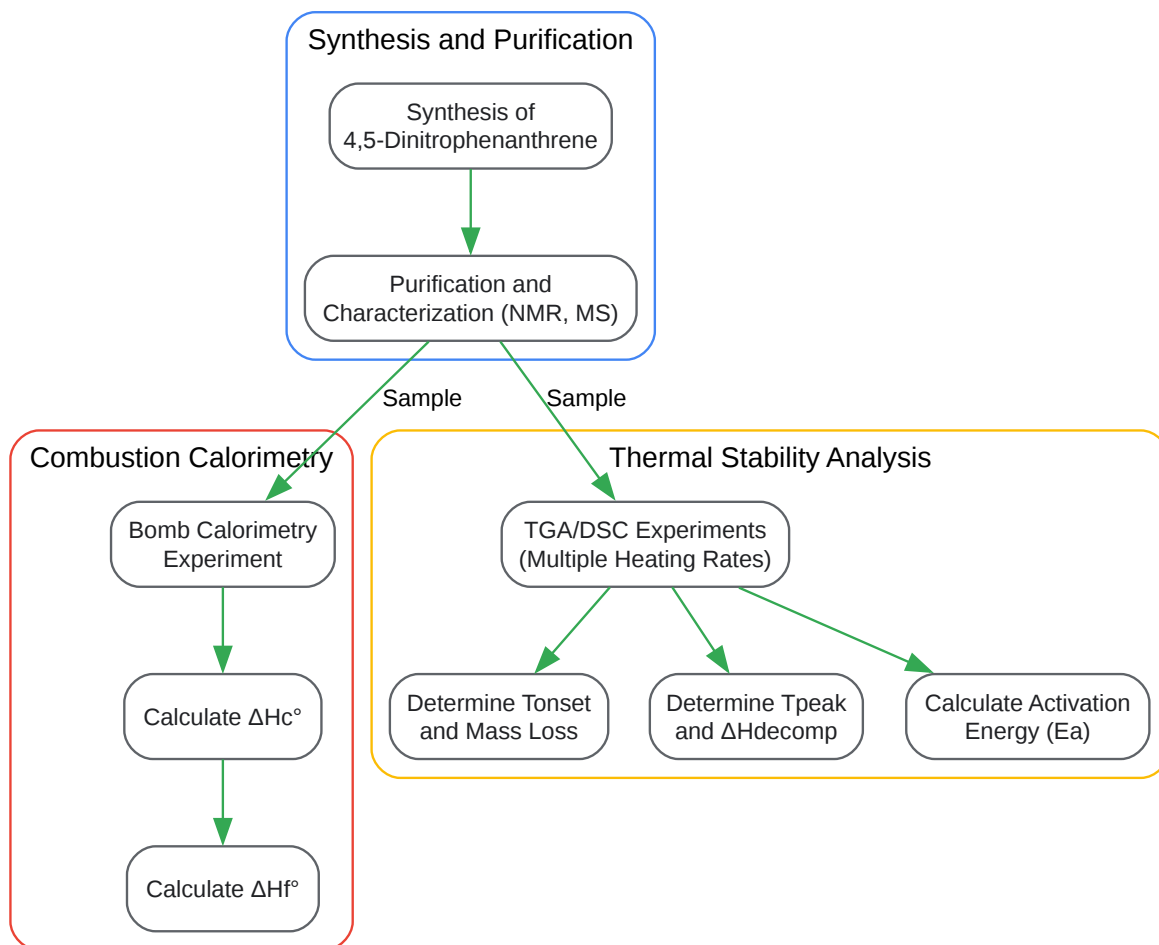 Synthesis and Purification
Synthesis of
4,5-Dinitrophenanthrene
Purification and
Characterization (NMR, MS)
Sample
Sample
Combustion Calorimetry
Bomb Calorimetry
Experiment
Calculate ΔHc°
Calculate ΔHf°
Thermal Stability Analysis
TGA/DSC Experiments
(Multiple Heating Rates)
Determine Tonset
and Mass Loss
Determine Tpeak
and ΔHdecomp
Calculate Activation
Energy (Ea)